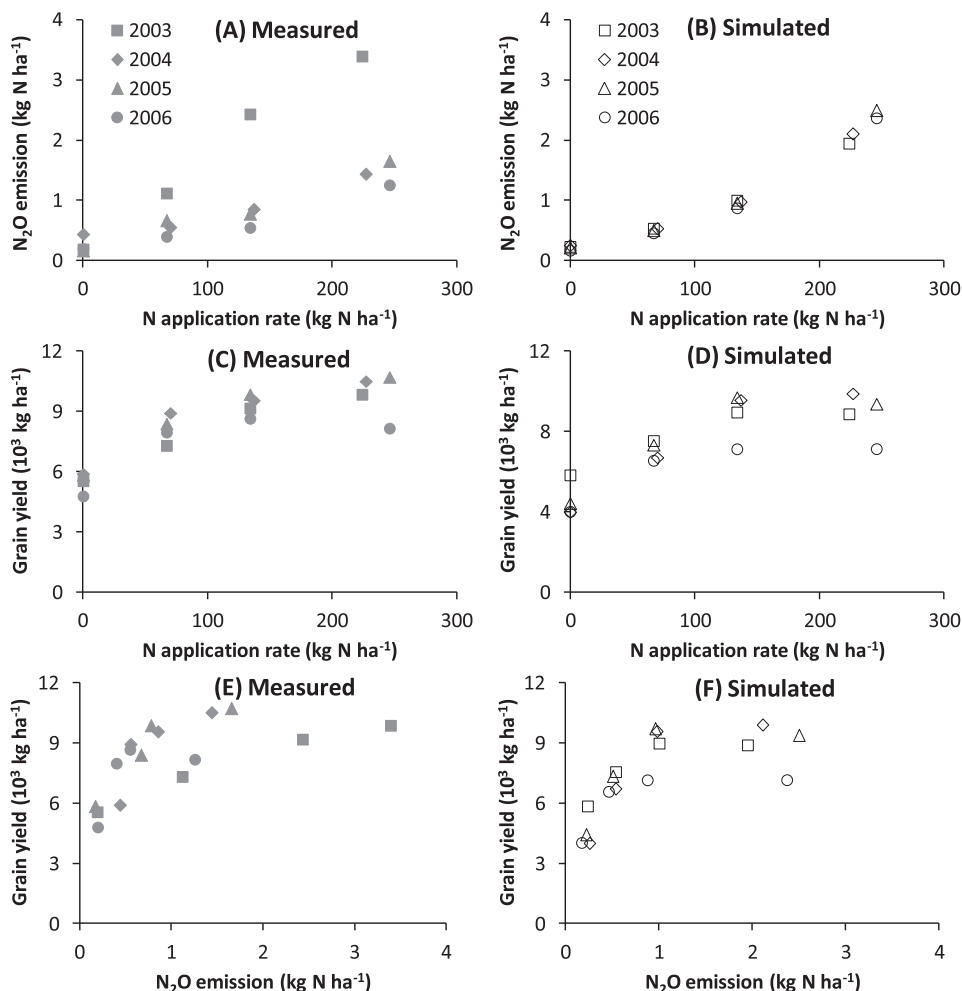 (A) Measured
2003
2004
2005
2006
4
3
2
1
0
N₂O emission (kg N ha⁻¹)
0 100 200 300
N application rate (kg N ha⁻¹)
(B) Simulated
2003
2004
2005
2006
4
3
2
1
0
N₂O emission (kg N ha⁻¹)
0 100 200 300
N application rate (kg N ha⁻¹)
(C) Measured
12
9
6
3
0
Grain yield (10³ kg ha⁻¹)
0 100 200 300
N application rate (kg N ha⁻¹)
(D) Simulated
12
8
4
0
Grain yield (10³ kg ha⁻¹)
0 100 200 300
N application rate (kg N ha⁻¹)
(E) Measured
12
9
6
3
0
Grain yield (10³ kg ha⁻¹)
0 1 2 3 4
N₂O emission (kg N ha⁻¹)
(F) Simulated
12
9
6
3
0
Grain yield (10³ kg ha⁻¹)
0 1 2 3 4
N₂O emission (kg N ha⁻¹)